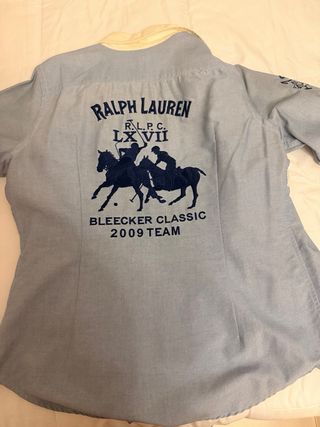 RALPH LAUREN
R.L.P.C.
LXVII
BLEECKER CLASSIC
2009 TEAM